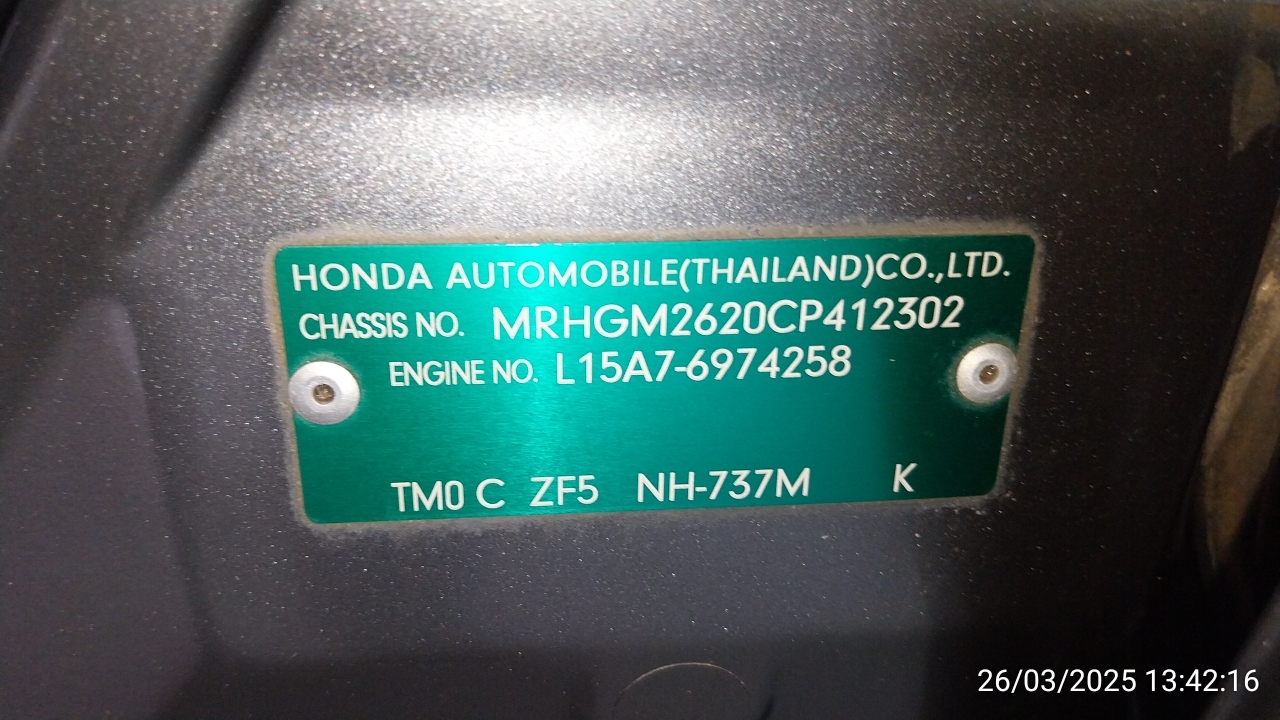 HONDA AUTOMOBILE(THAILAND)CO.,LTD.
CHASSIS NO. MRHGM2620CP412302
ENGINE NO. L15A7-6974258
TM0 C ZF5 NH-737M K
26/03/2025 13:42:16